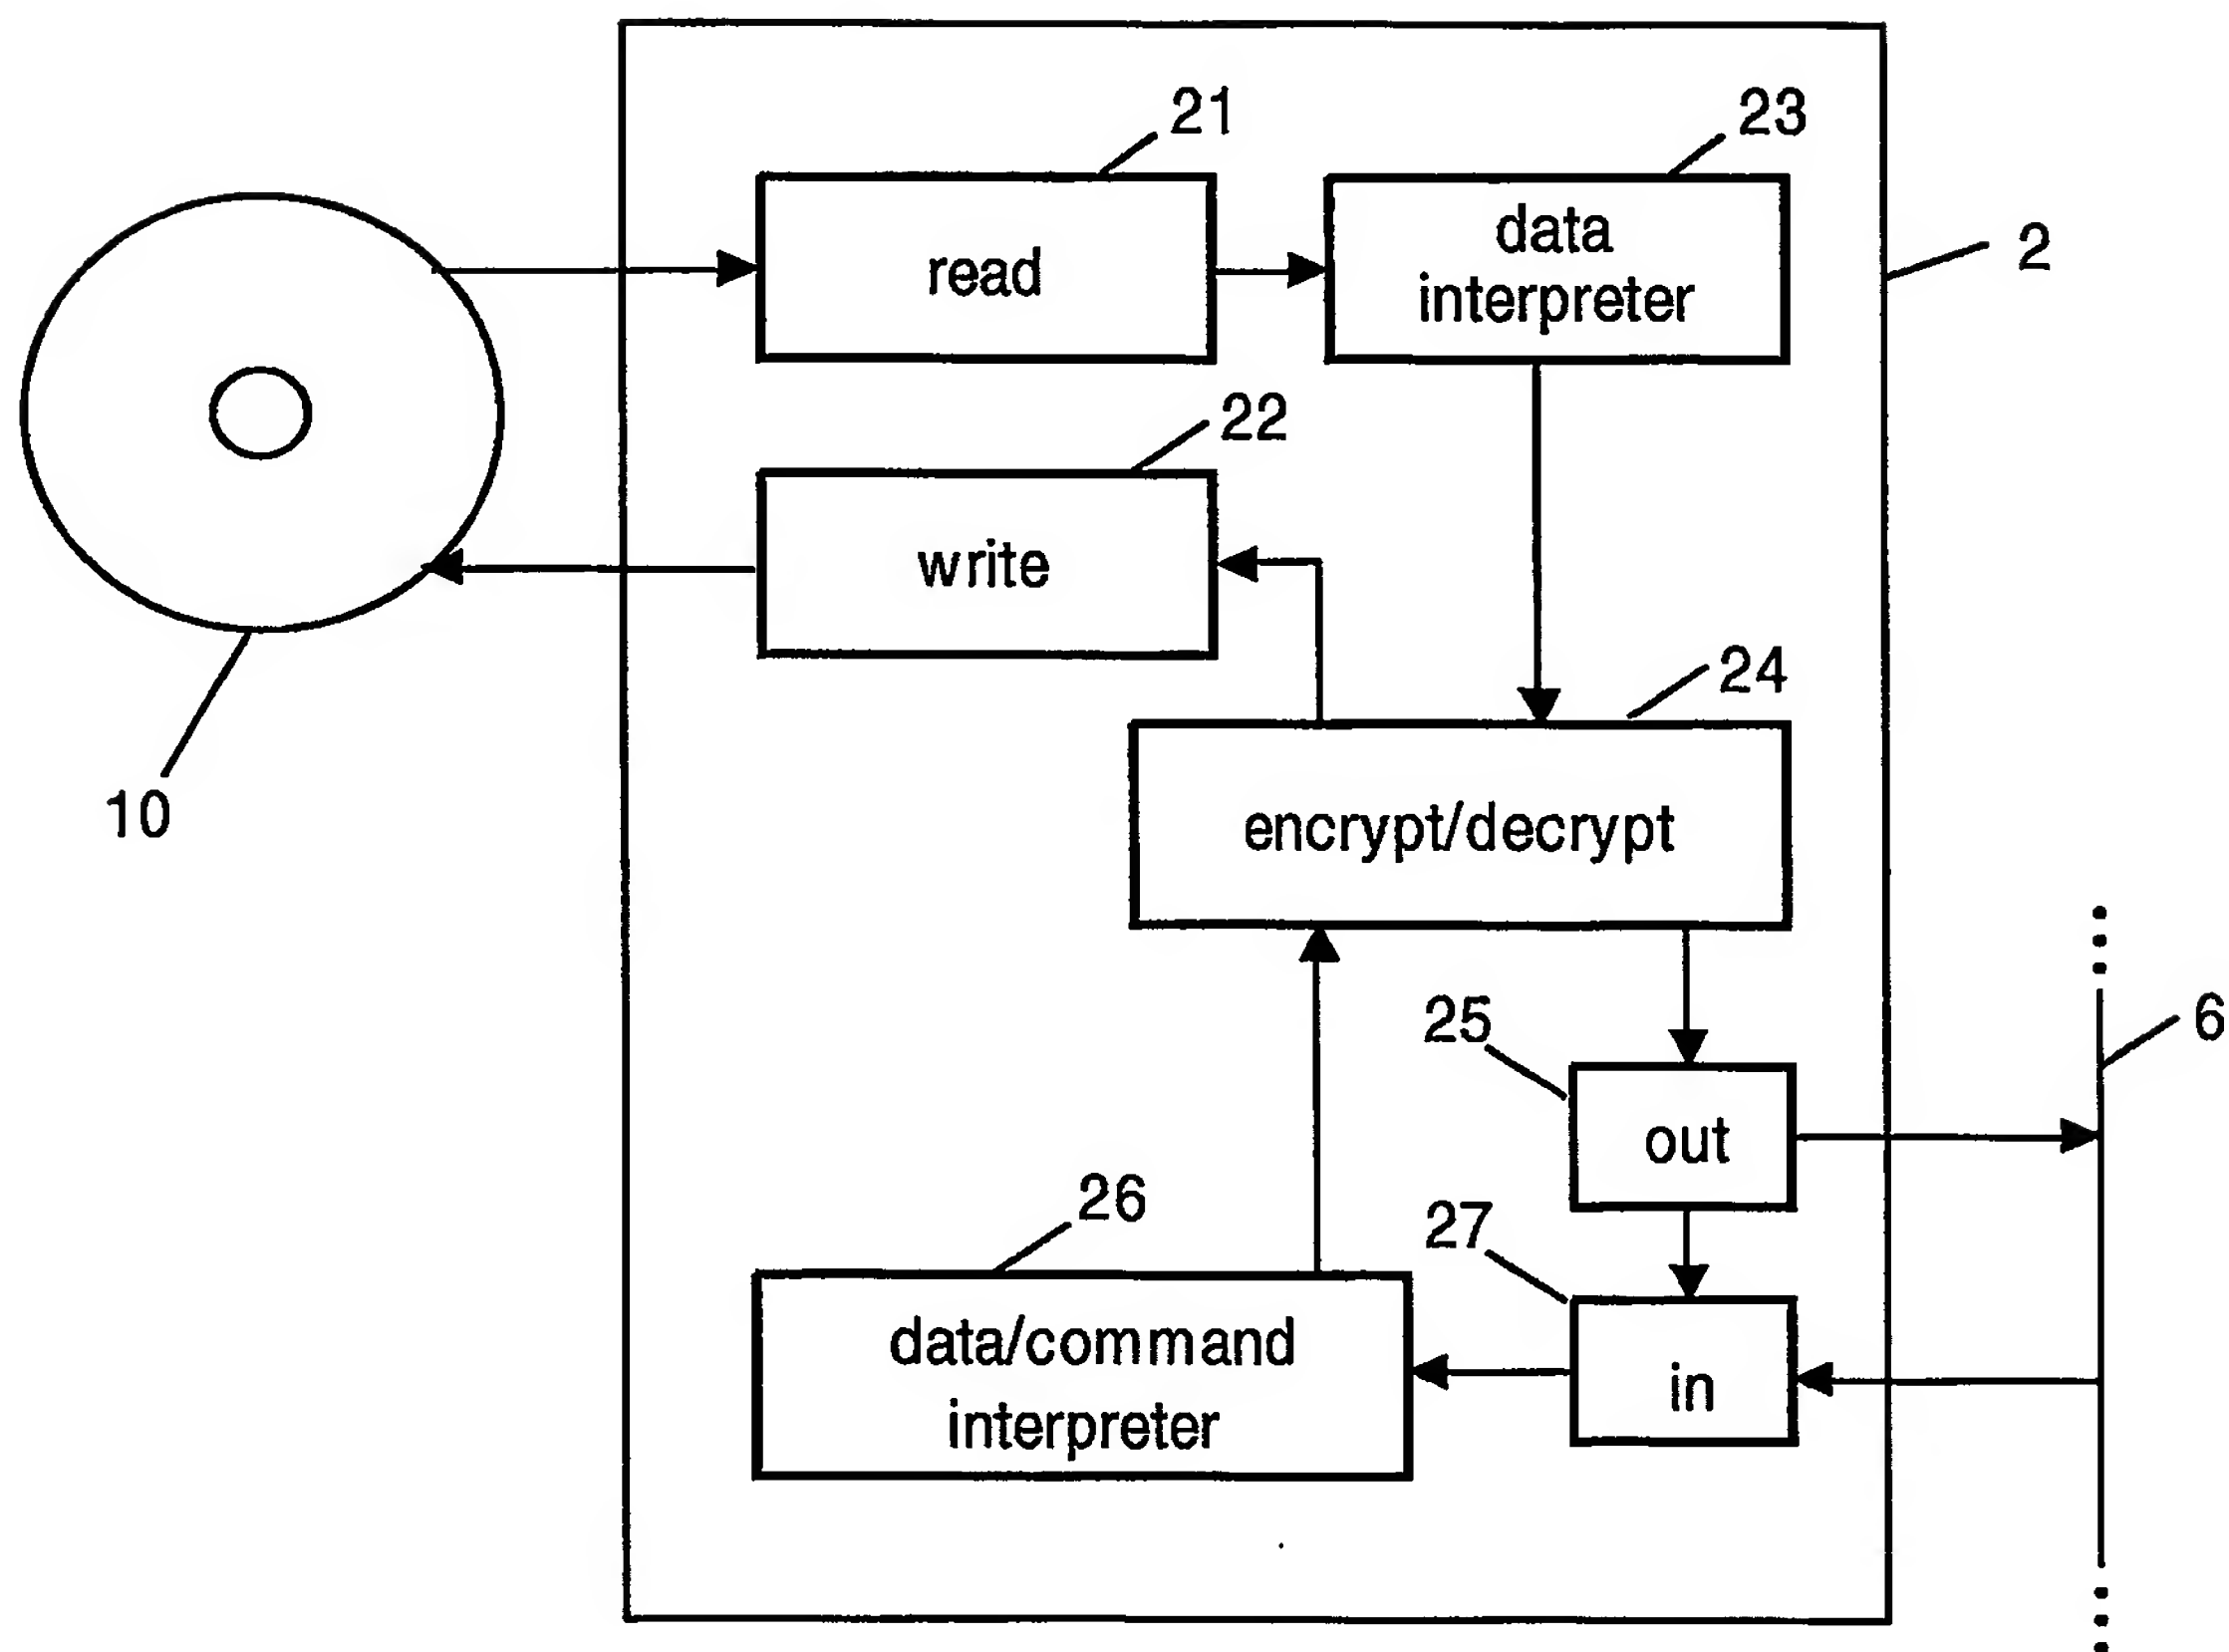 21
23
read
data
interpreter
2
22
write
24
10
encrypt/decrypt
25
6
out
26
27
data/command
interpreter
in